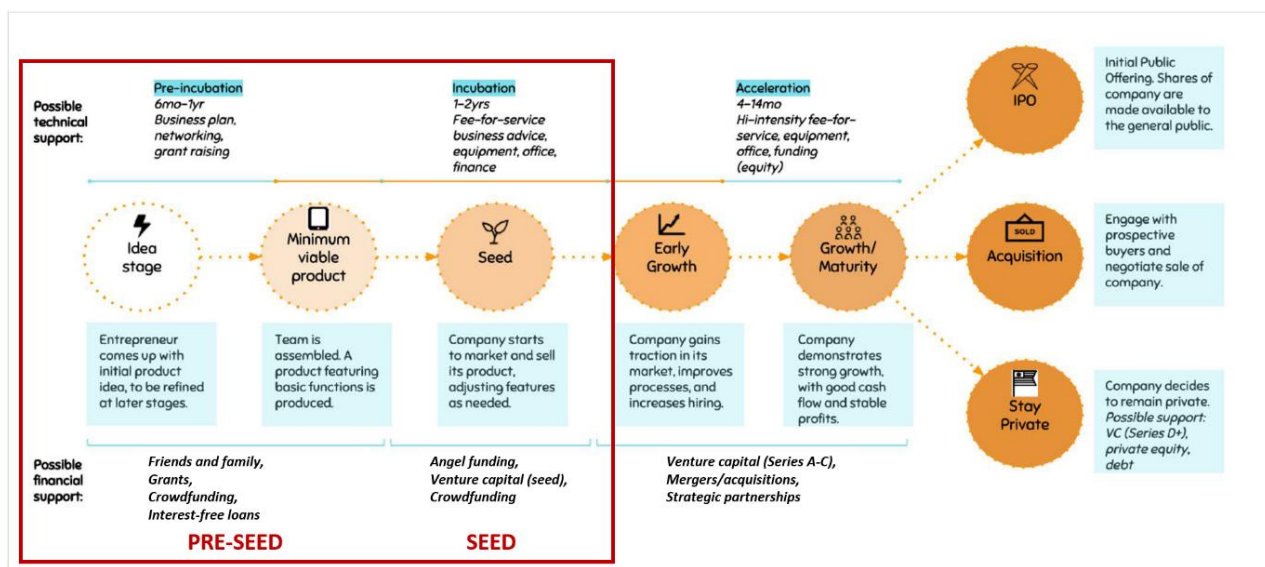 Possible
technical
support:
Pre-incubation
6mo-1yr
Business plan,
networking,
grant raising
Incubation
1-2yrs
Fee-for-service
business advice,
equipment, office,
finance
Acceleration
4-14mo
Hi-intensity fee-for-
service, equipment,
office, funding
(equity)
Idea
stage
Minimum
viable
product
Seed
Early
Growth
Growth/
Maturity
IPO
Initial Public
Offering. Shares of
company are
made available to
the general public.
SOLD
Acquisition
Engage with
prospective
buyers and
negotiate sale of
company.
Stay
Private
Company decides
to remain private.
Possible support:
VC (Series D+),
private equity,
debt
Entrepreneur
comes up with
initial product
idea, to be refined
at later stages.
Team is
assembled. A
product featuring
basic functions is
produced.
Company starts
to market and sell
its product,
adjusting features
as needed.
Company gains
traction in its
market, improves
processes, and
increases hiring.
Company
demonstrates
strong growth,
with good cash
flow and stable
profits.
Possible
financial
support:
Friends and family,
Grants,
Crowdfunding,
Interest-free loans
Angel funding,
Venture capital (seed),
Crowdfunding
Venture capital (Series A-C),
Mergers/acquisitions,
Strategic partnerships
PRE-SEED
SEED